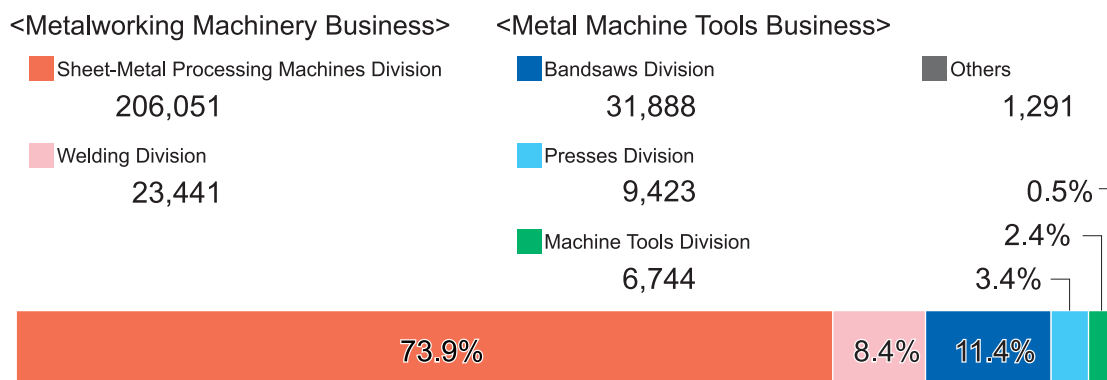 <Metalworking Machinery Business>
<Metal Machine Tools Business>
Sheet-Metal Processing Machines Division
206,051
Welding Division
23,441
Bandsaws Division
31,888
Presses Division
9,423
Machine Tools Division
6,744
Others
1,291
0.5%
2.4%
3.4%
73.9%
8.4%
11.4%